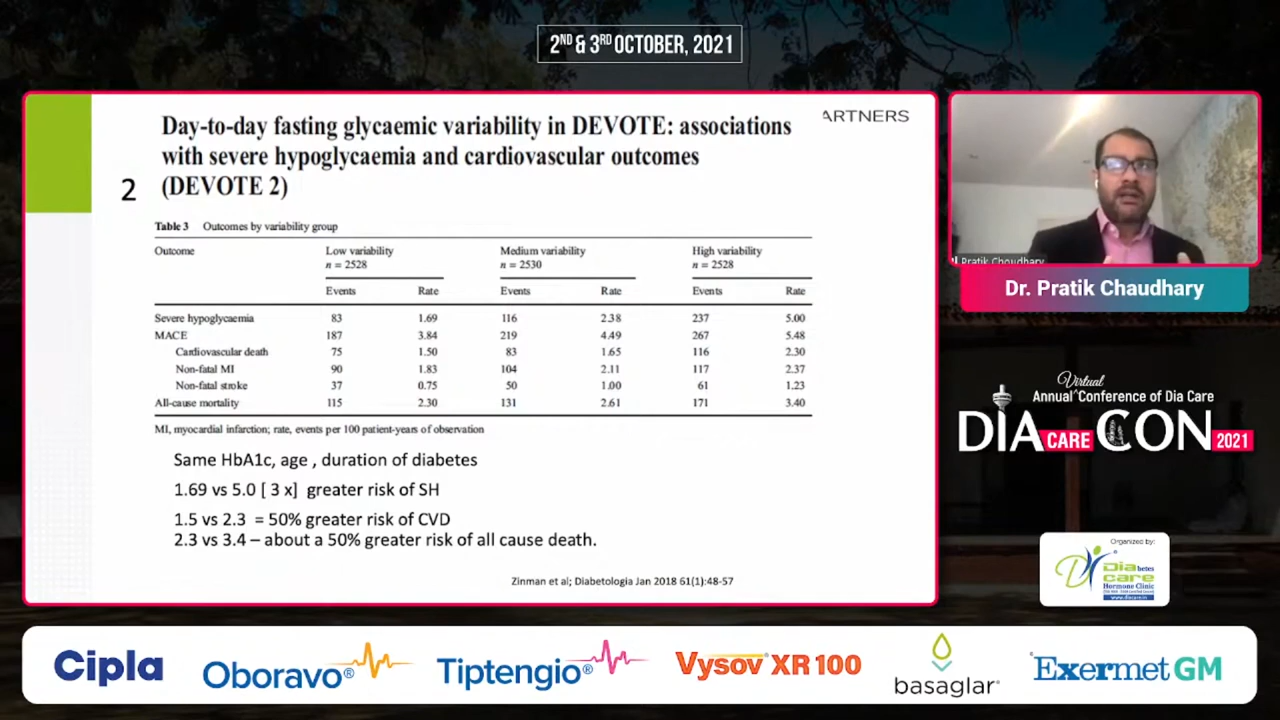 2ND & 3RD OCTOBER, 2021
ARTNERS
Day-to-day fasting glycaemic variability in DEVOTE: associations
with severe hypoglycaemia and cardiovascular outcomes
2 (DEVOTE 2)
Table 3 Outcomes by variability group
Outcome Low variability Medium variability High variability
n = 2528 n = 2530 n = 2528
Events Rate Events Rate Events Rate
Severe hypoglycaemia 83 1.69 116 2.38 237 5.00
MACE 187 3.84 219 4.49 267 5.48
Cardiovascular death 75 1.50 83 1.65 116 2.30
Non-fatal MI 90 1.83 104 2.11 117 2.37
Non-fatal stroke 37 0.75 50 1.00 61 1.23
All-cause mortality 115 2.30 131 2.61 171 3.40
MI, myocardial infarction; rate, events per 100 patient-years of observation
Same HbA1c, age , duration of diabetes
1.69 vs 5.0 [ 3 x] greater risk of SH
1.5 vs 2.3 = 50% greater risk of CVD
2.3 vs 3.4 – about a 50% greater risk of all cause death.
Zinman et al; Diabetologia Jan 2018 61(1):48-57
Pratik Choudhary
Dr. Pratik Chaudhary
Virtual
Annual Conference of Dia Care
DIA CARE CON 2021
Organized by:
Diabetes
care
Hormone Clinic
www.diacare.in
Cipla
Oboravo®
Tiptengio®
Vysov XR 100
basaglar®
Exermet GM